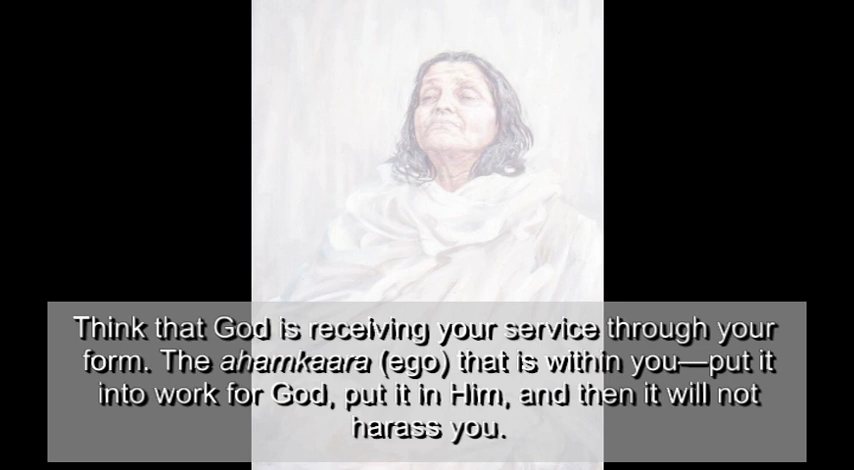 Think that God is receiving your service through your
form. The ahamkaara (ego) that is within you—put it
into work for God, put it in Him, and then it will not
harass you.